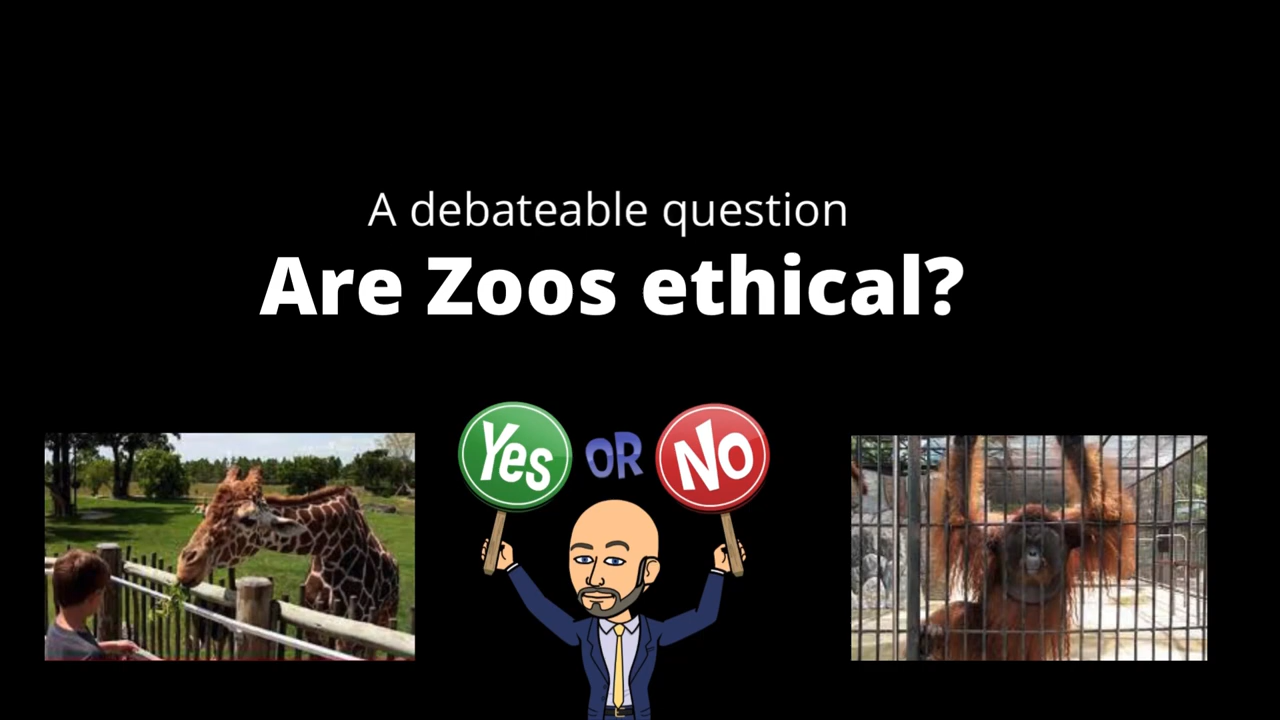 A debateable question
Are Zoos ethical?
Yes OR No